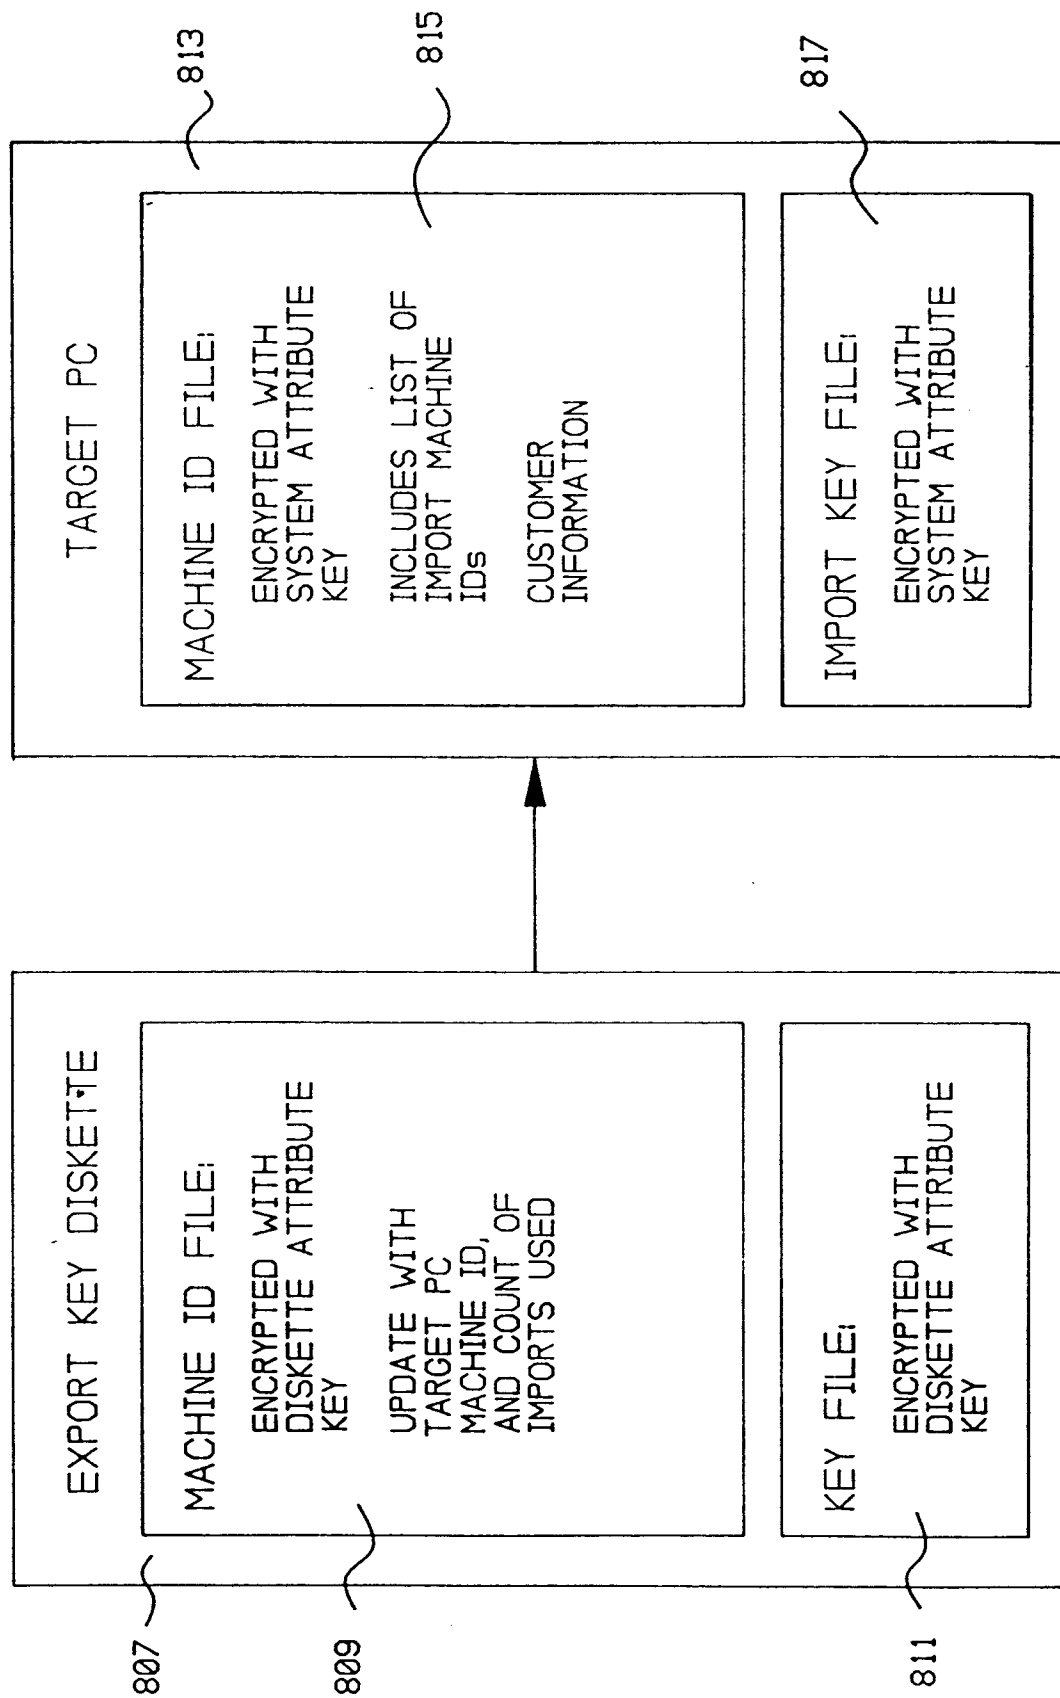 EXPORT KEY DISKETTE
MACHINE ID FILE:
ENCRYPTED WITH
DISKETTE ATTRIBUTE
KEY
UPDATE WITH
TARGET PC
MACHINE ID,
AND COUNT OF
IMPORTS USED
KEY FILE:
ENCRYPTED WITH
DISKETTE ATTRIBUTE
KEY
807
809
811
TARGET PC
MACHINE ID FILE:
ENCRYPTED WITH
SYSTEM ATTRIBUTE
KEY
INCLUDES LIST OF
IMPORT MACHINE
IDs
CUSTOMER
INFORMATION
IMPORT KEY FILE:
ENCRYPTED WITH
SYSTEM ATTRIBUTE
KEY
813
815
817